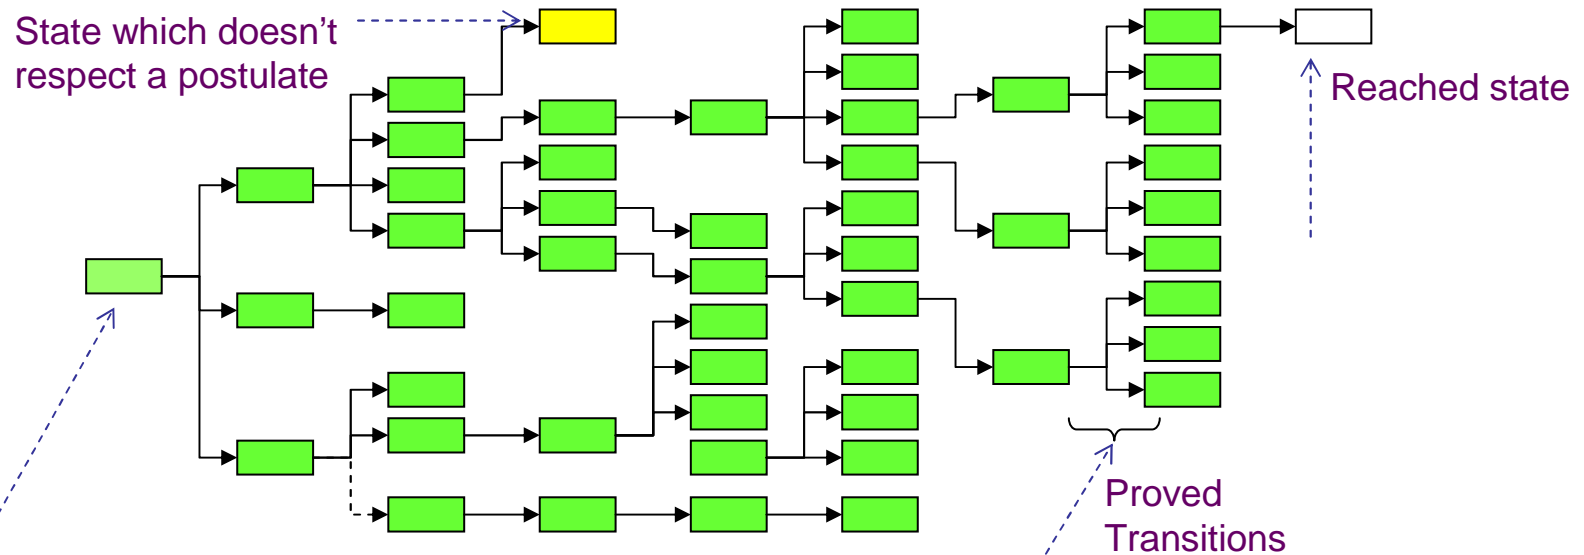 State which doesn’t
respect a postulate
Reached state
Proved
Transitions